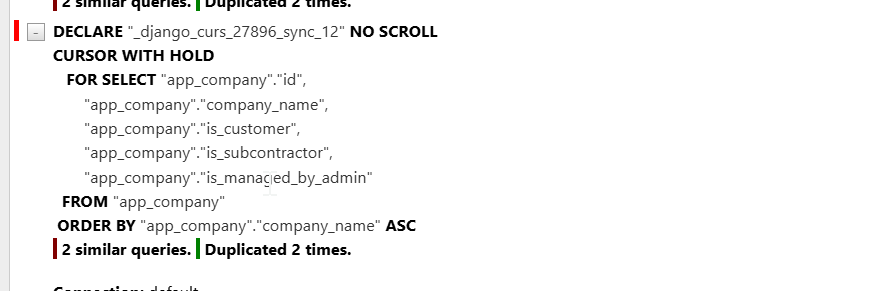 2 similar queries. Duplicated 2 times.
- DECLARE "_django_curs_27896_sync_12" NO SCROLL
CURSOR WITH HOLD
FOR SELECT "app_company"."id",
"app_company"."company_name",
"app_company"."is_customer",
"app_company"."is_subcontractor",
"app_company"."is_managed_by_admin"
FROM "app_company"
ORDER BY "app_company"."company_name" ASC
2 similar queries. Duplicated 2 times.
Connection: default